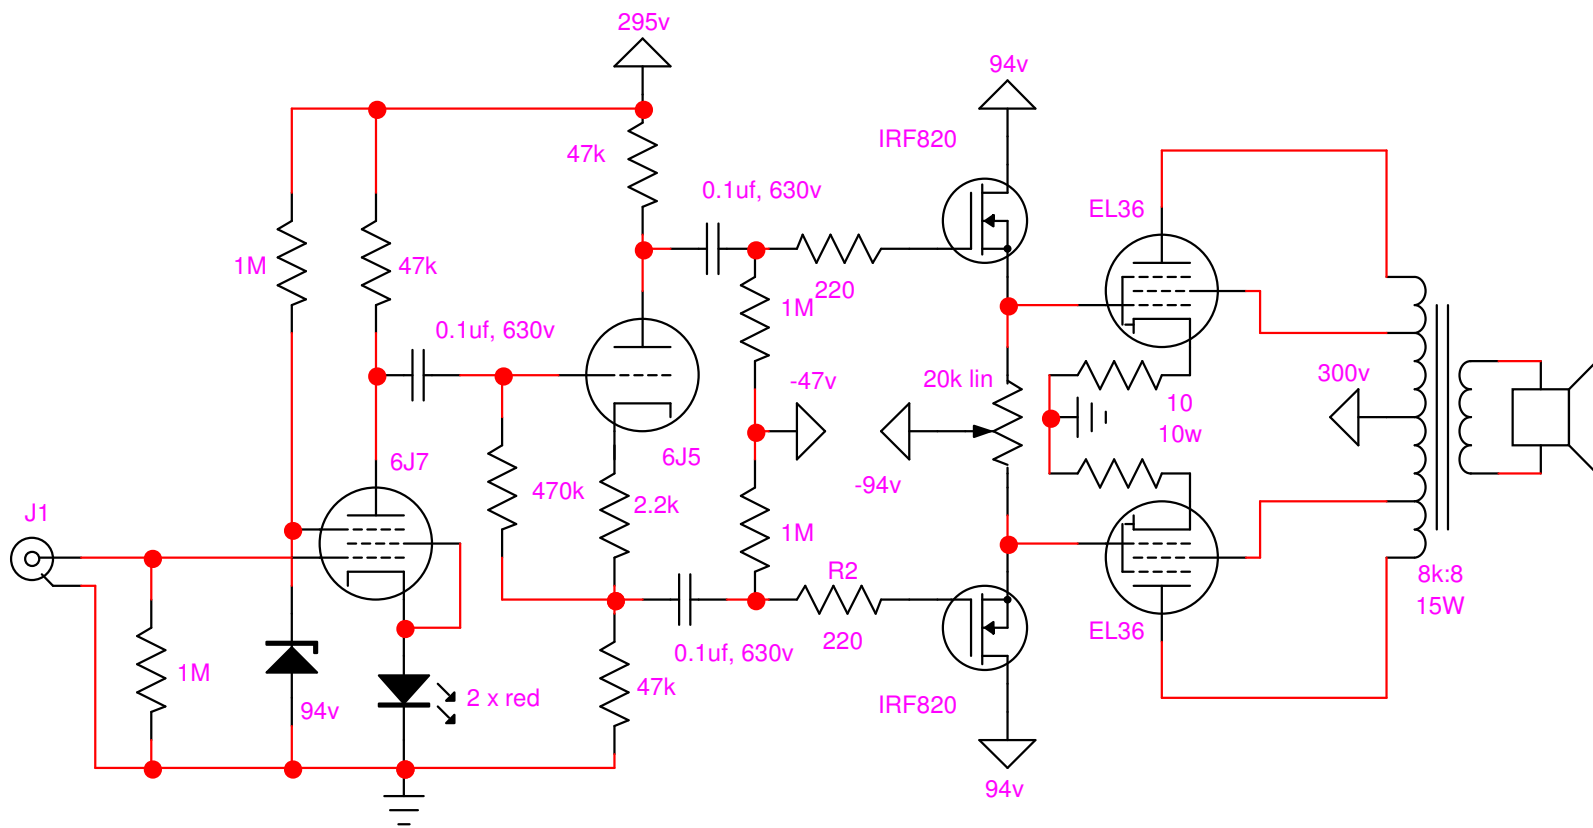 295v
94v
IRF820
47k
0.1uf, 630v
EL36
1M
47k
220
1M
0.1uf, 630v
-47v
20k lin
300v
10
10w
6J7
6J5
-94v
470k
2.2k
J1
1M
R2
8k:8
15W
220
EL36
0.1uf, 630v
1M
47k
2 x red
94v
IRF820
94v